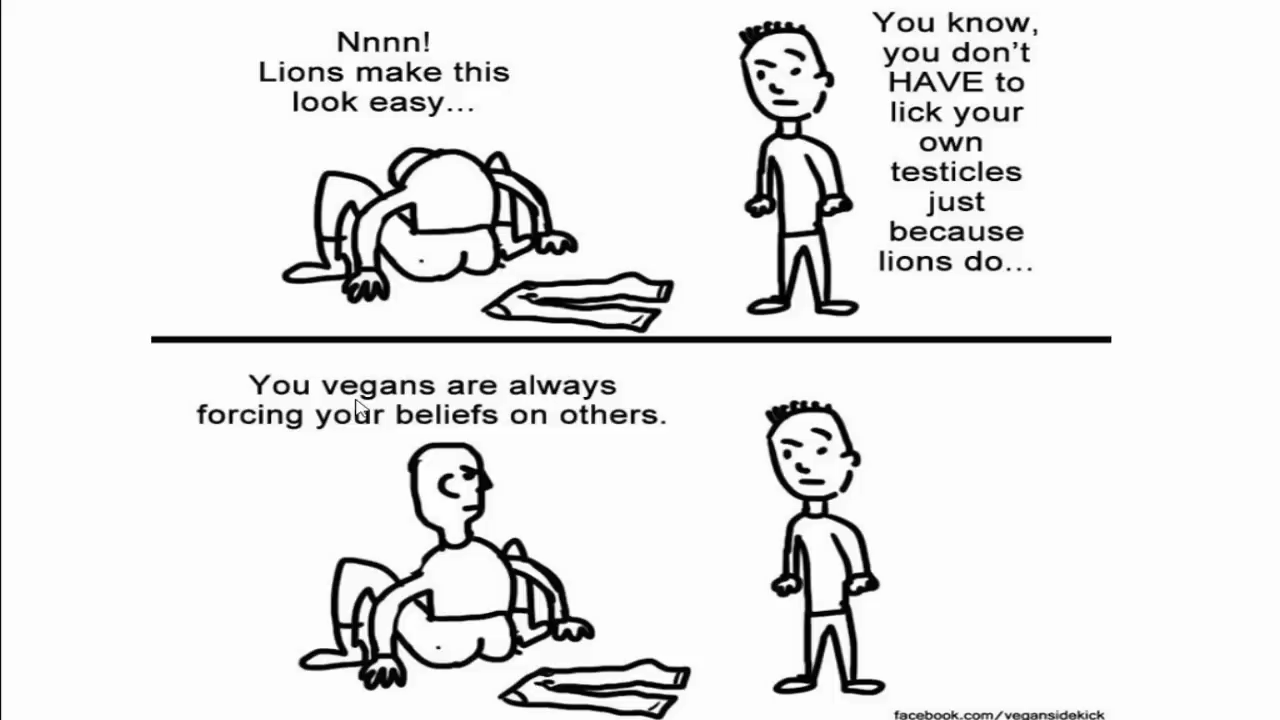 Nnnn!
Lions make this
look easy...
You know,
you don't
HAVE to
lick your
own
testicles
just
because
lions do...
You vegans are always
forcing your beliefs on others.
facebook.com/vegansidekick